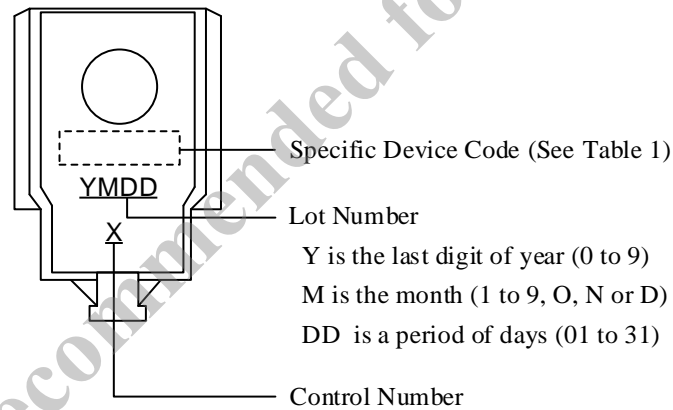 Specific Device Code (See Table 1)
YMDD
Lot Number
X
Y is the last digit of year (0 to 9)
M is the month (1 to 9, O, N or D)
DD is a period of days (01 to 31)
Control Number